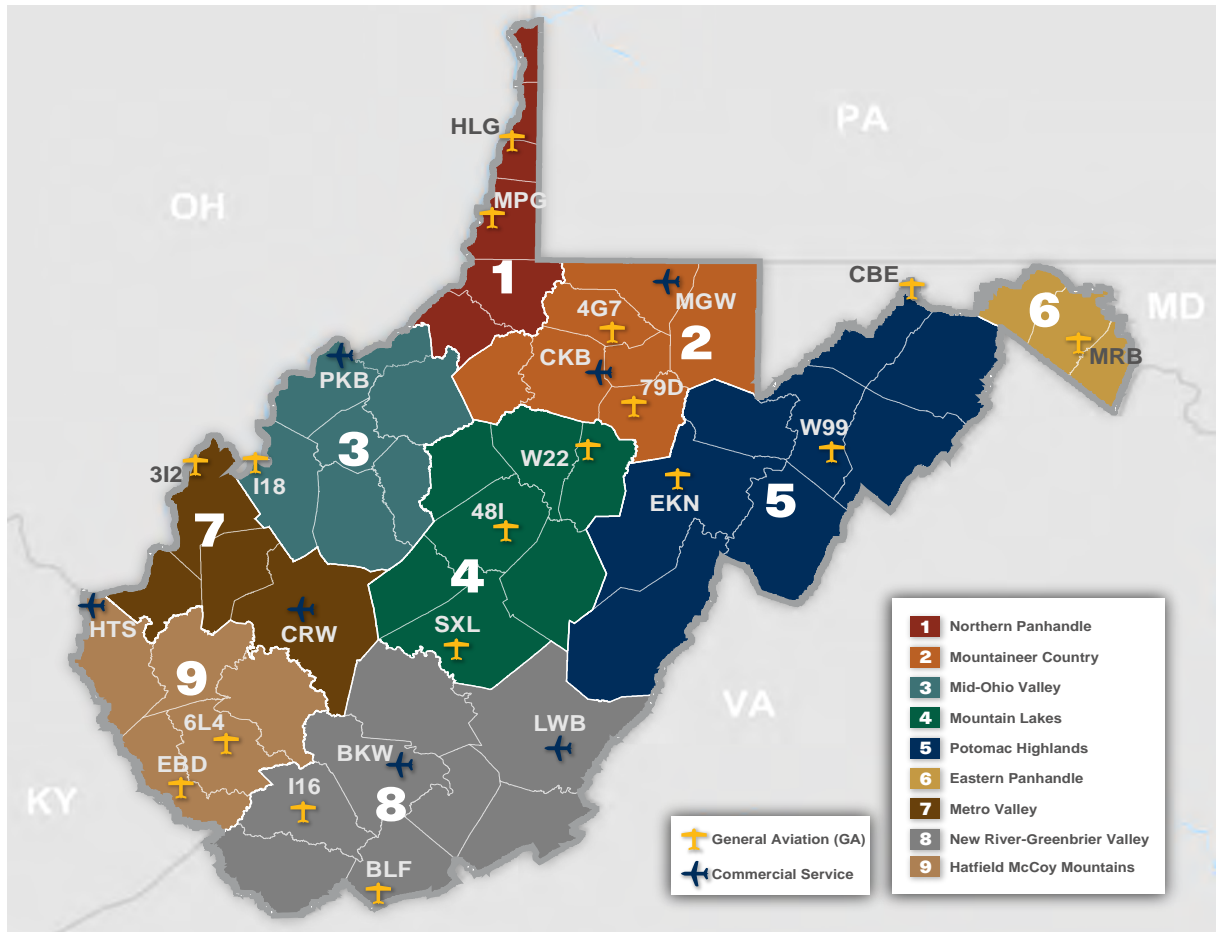 PA
HLG
OH
MPG
1
CBE
MD
6
4G7
MGW
2
CKB
MRB
PKB
79D
3
W22
W99
3I2
I18
EKN
5
7
48I
4
HTS
CRW
SXL
9
VA
6L4
LWB
BKW
EBD
I16
KY
8
BLF
1 Northern Panhandle
2 Mountaineer Country
3 Mid-Ohio Valley
4 Mountain Lakes
5 Potomac Highlands
6 Eastern Panhandle
7 Metro Valley
8 New River-Greenbrier Valley
9 Hatfield McCoy Mountains
General Aviation (GA)
Commercial Service